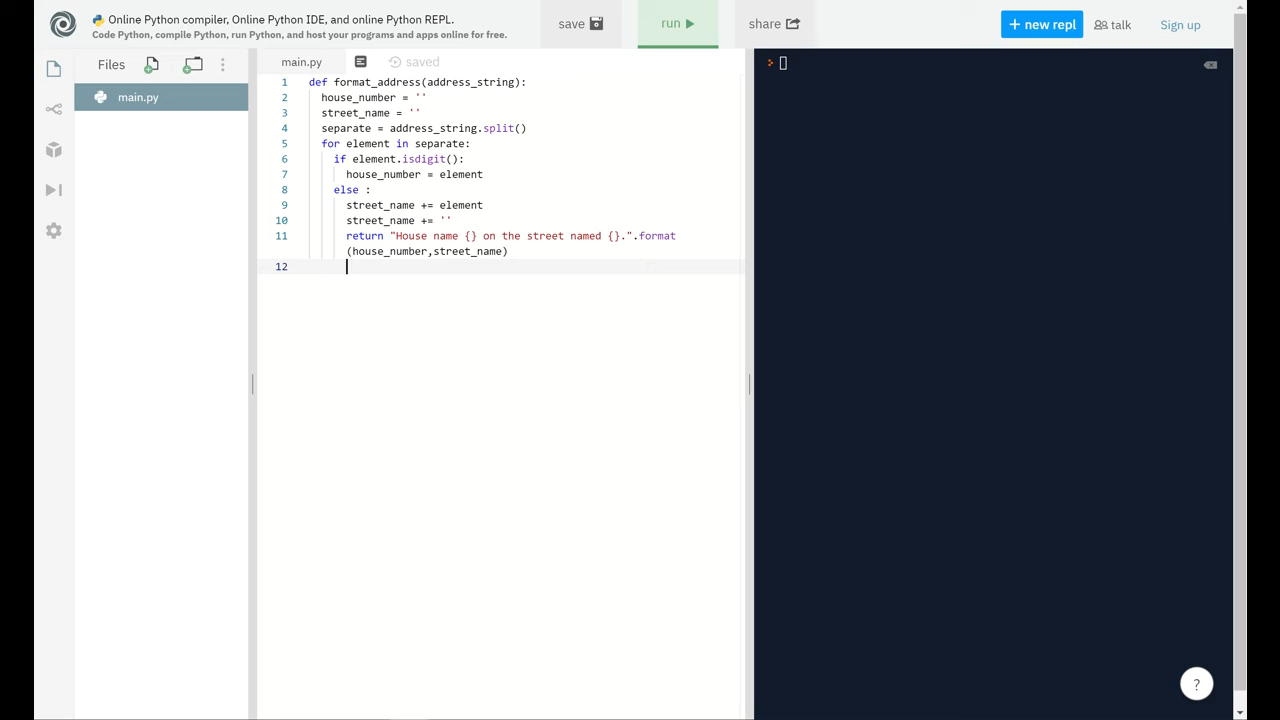 Online Python compiler, Online Python IDE, and online Python REPL.
Code Python, compile Python, run Python, and host your programs and apps online for free.
save
run
share
+ new repl
talk
Sign up
Files
main.py
main.py
saved
1 def format_address(address_string):
2 house_number = ''
3 street_name = ''
4 separate = address_string.split()
5 for element in separate:
6 if element.isdigit():
7 house_number = element
8 else :
9 street_name += element
10 street_name += ''
11 return "House name {} on the street named {}.".format
(house_number,street_name)
12
?